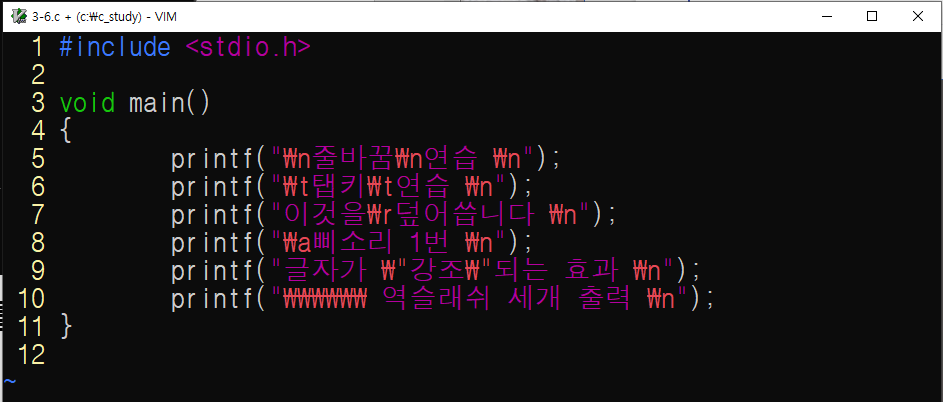 3-6.c + (c:₩c_study) - VIM
1 #include <stdio.h>
2
3 void main()
4 {
5 printf("₩n줄바꿈₩n연습 ₩n");
6 printf("₩t탭키₩t연습 ₩n");
7 printf("이것을₩r덮어씁니다 ₩n");
8 printf("₩a삐소리 1번 ₩n");
9 printf("글자가 ₩"강조₩"되는 효과 ₩n");
10 printf("₩₩₩₩₩₩ 역슬래쉬 세개 출력 ₩n");
11 }
12
~